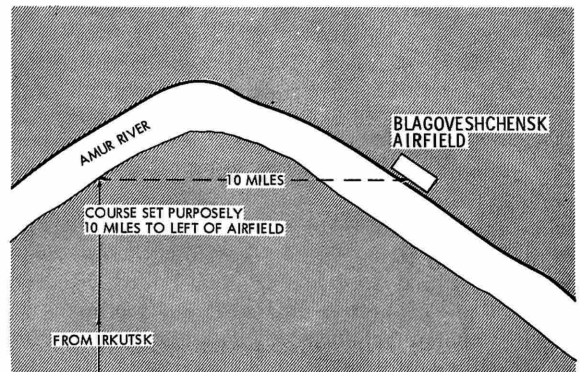 BLAGOVESHCHENSK
AIRFIELD
AMUR RIVER
10 MILES
COURSE SET PURPOSELY
10 MILES TO LEFT OF AIRFIELD
FROM IRKUTSK